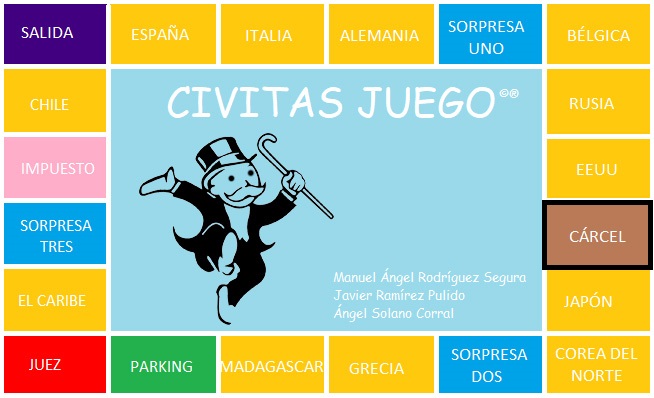 SALIDA
ESPAÑA
ITALIA
ALEMANIA
SORPRESA
UNO
BÉLGICA
CHILE
CIVITAS JUEGO ©®
RUSIA
IMPUESTO
EEUU
SORPRESA
TRES
CÁRCEL
Manuel Ángel Rodríguez Segura
Javier Ramírez Pulido
Ángel Solano Corral
EL CARIBE
JAPÓN
JUEZ
PARKING
MADAGASCAR
GRECIA
SORPRESA
DOS
COREA DEL
NORTE